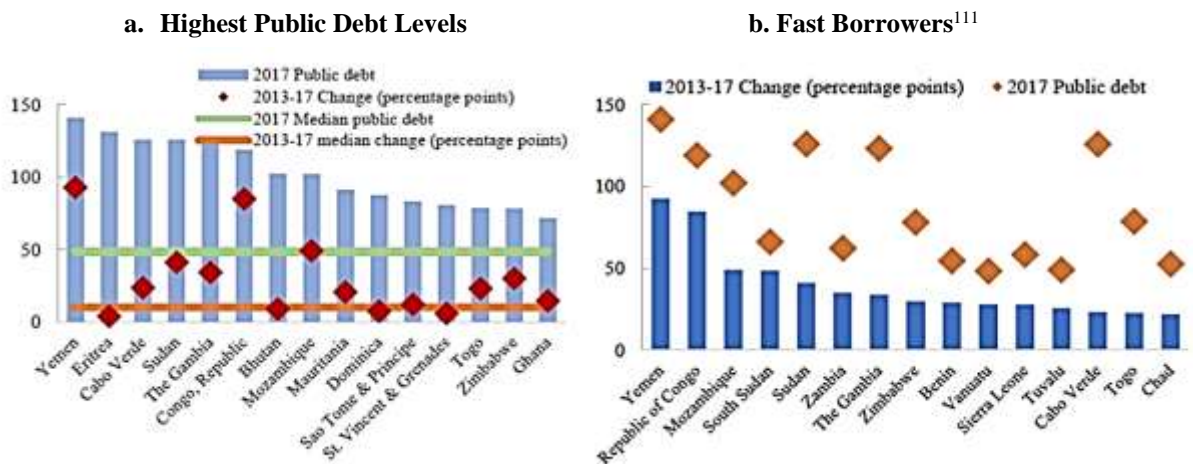 a. Highest Public Debt Levels
2017 Public debt
2013-17 Change (percentage points)
2017 Median public debt
2013-17 median change (percentage points)
150
100
50
0
Yemen
Eritrea
Cabo Verde
Sudan
The Gambia
Congo, Republic
Bhutan
Mozambique
Mauritania
Dominica
Sao Tome & Principe
St. Vincent & Grenades
Togo
Zimbabwe
Ghana
b. Fast Borrowers111
2013-17 Change (percentage points)
2017 Public debt
150
100
50
0
Yemen
Republic of Congo
Mozambique
South Sudan
Sudan
Zambia
The Gambia
Zimbabwe
Benin
Vanuatu
Sierra Leone
Tuvalu
Cabo Verde
Togo
Chad